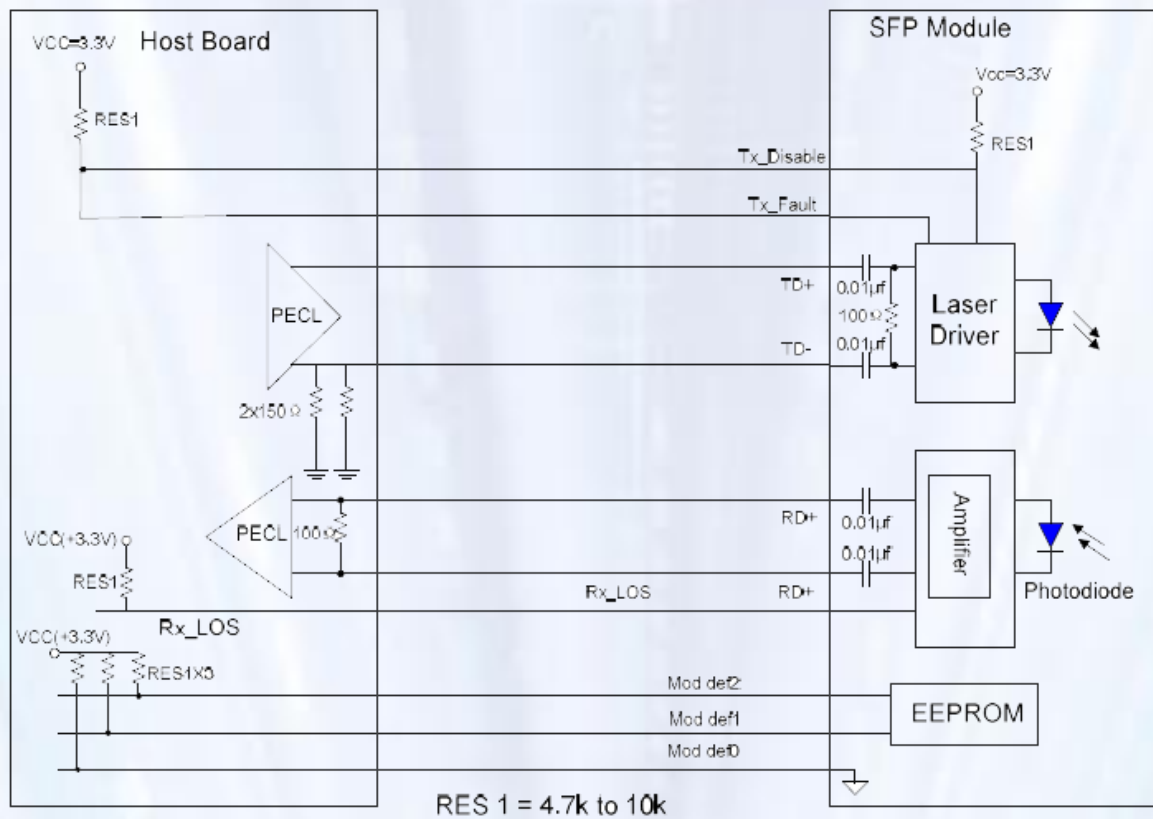 Host Board
VCC=3.3V
RES1
SFP Module
Vcc=3.3V
RES1
Tx_Disable
Tx_Fault
PECL
TD+
0.01µf
100Ω
TD-
0.01µf
Laser
Driver
2x150Ω
PECL
100Ω
RD+
0.01µf
0.01µf
Amplifier
Photodiode
VCC(+3.3V)
RES1
Rx_LOS
RD+
Rx_LOS
VCC(+3.3V)
RES1X3
Mod def2
Mod def1
Mod def0
EEPROM
RES 1 = 4.7k to 10k